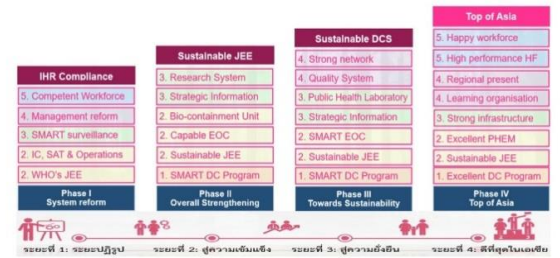 IHR Compliance
5. Competent Workforce
4. Management reform
3. SMART surveillance
2. IC, SAT & Operations
2. WHO's JEE
Phase I
System reform
Sustainable JEE
3. Research System
3. Strategic Information
2. Bio-containment Unit
2. Capable EOC
2. Sustainable JEE
1. SMART DC Program
Phase II
Overall Strengthening
Sustainable DCS
4. Strong network
4. Quality System
3. Public Health Laboratory
3. Strategic Information
2. SMART EOC
2. Sustainable JEE
1. SMART DC Program
Phase III
Towards Sustainability
Top of Asia
5. Happy workforce
5. High performance HF
4. Regional present
4. Learning organisation
3. Strong infrastructure
2. Excellent PHEM
2. Sustainable JEE
1. Excellent DC Program
Phase IV
Top of Asia
ระยะที่ 1: ระยะปฏิรูป
ระยะที่ 2: สู่ความเข้มแข็ง
ระยะที่ 3: สู่ความยั่งยืน
ระยะที่ 4: ดีที่สุดในเอเชีย